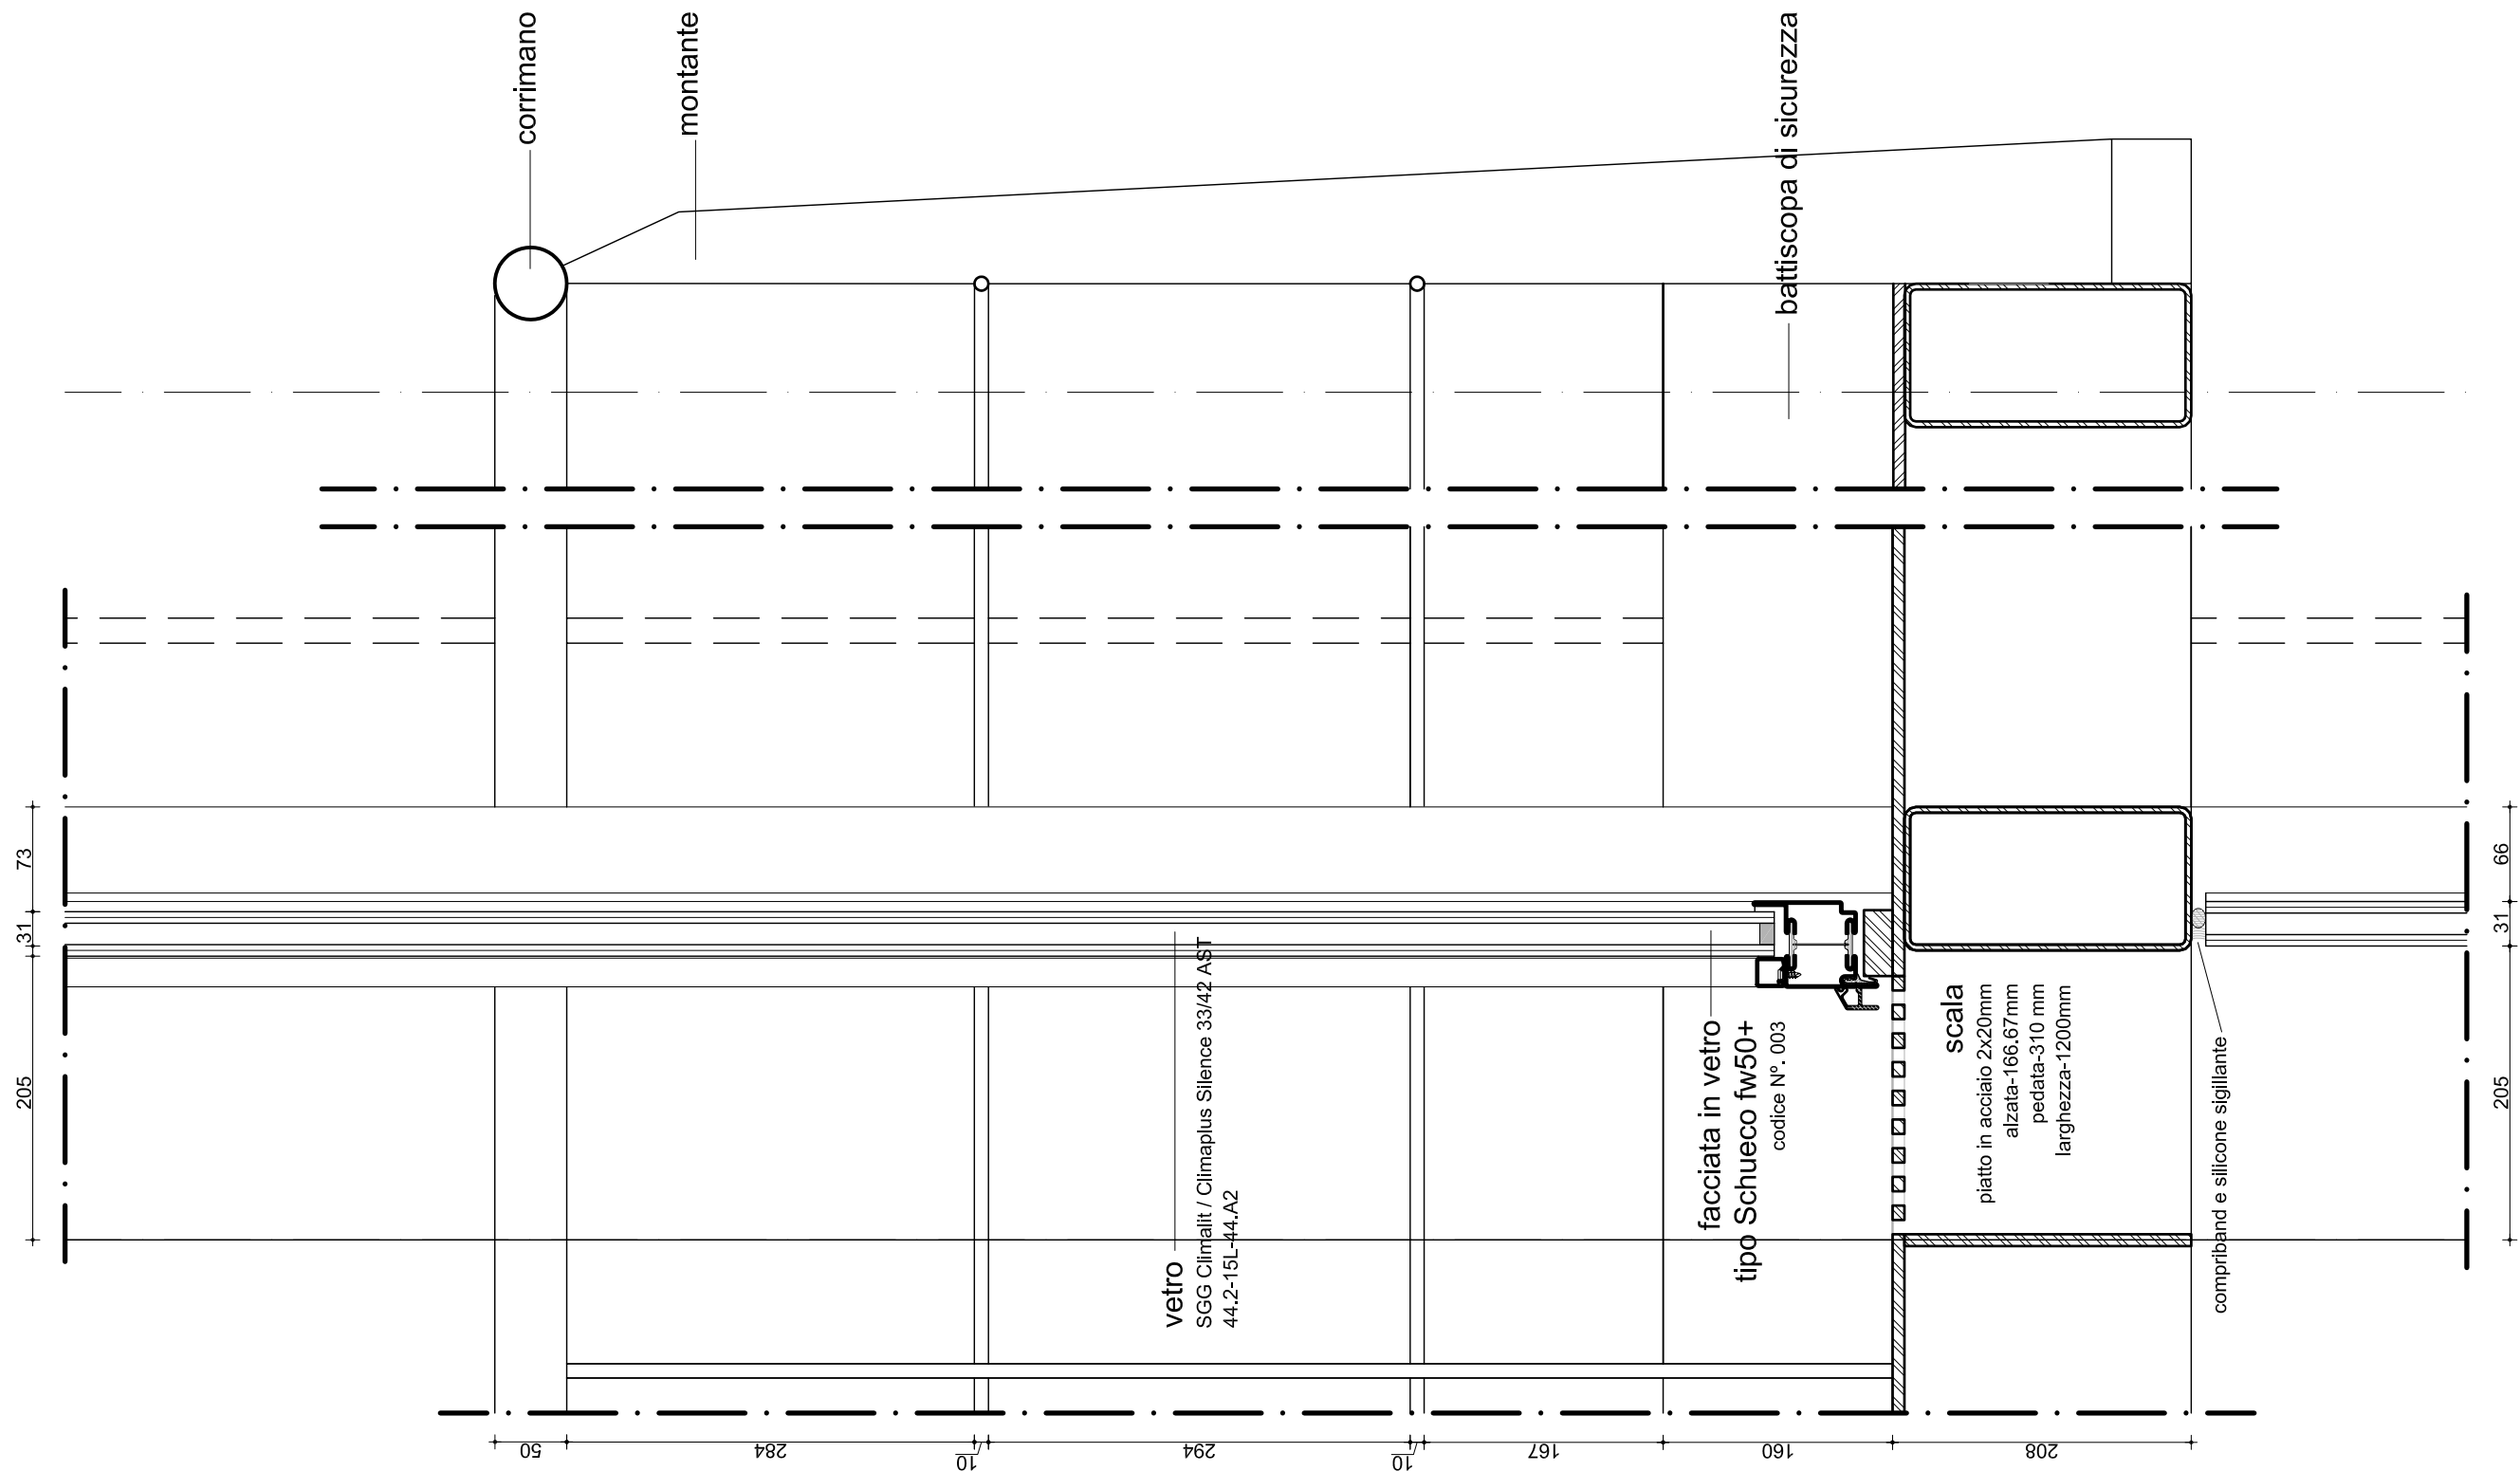 corrimano
montante
battiscopa di sicurezza
vetro
SGG Climalit / Climaplus Silence 33/42 AST
44.2-15L-44.A2
facciata in vetro
tipo Schueco fw50+
codice Nº. 003
scala
piatto in acciaio 2x20mm
alzata-166.67mm
pedata-310 mm
larghezza-1200mm
compriband e silicone sigillante
73
31
205
66
31
205
50
284
10
294
10
167
160
208